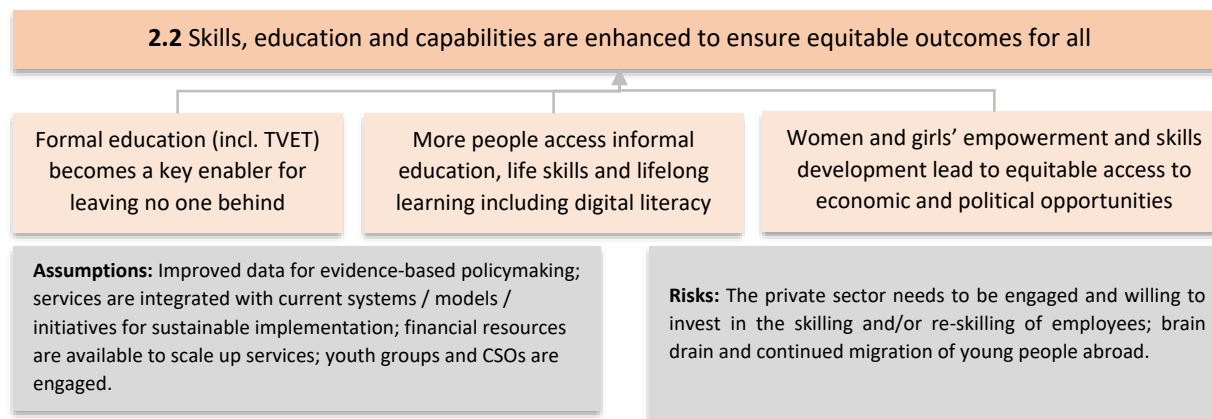 2.2 Skills, education and capabilities are enhanced to ensure equitable outcomes for all
Formal education (incl. TVET)
becomes a key enabler for
leaving no one behind
More people access informal
education, life skills and lifelong
learning including digital literacy
Women and girls’ empowerment and skills
development lead to equitable access to
economic and political opportunities
Assumptions: Improved data for evidence-based policymaking;
services are integrated with current systems / models /
initiatives for sustainable implementation; financial resources
are available to scale up services; youth groups and CSOs are
engaged.
Risks: The private sector needs to be engaged and willing to
invest in the skilling and/or re-skilling of employees; brain
drain and continued migration of young people abroad.